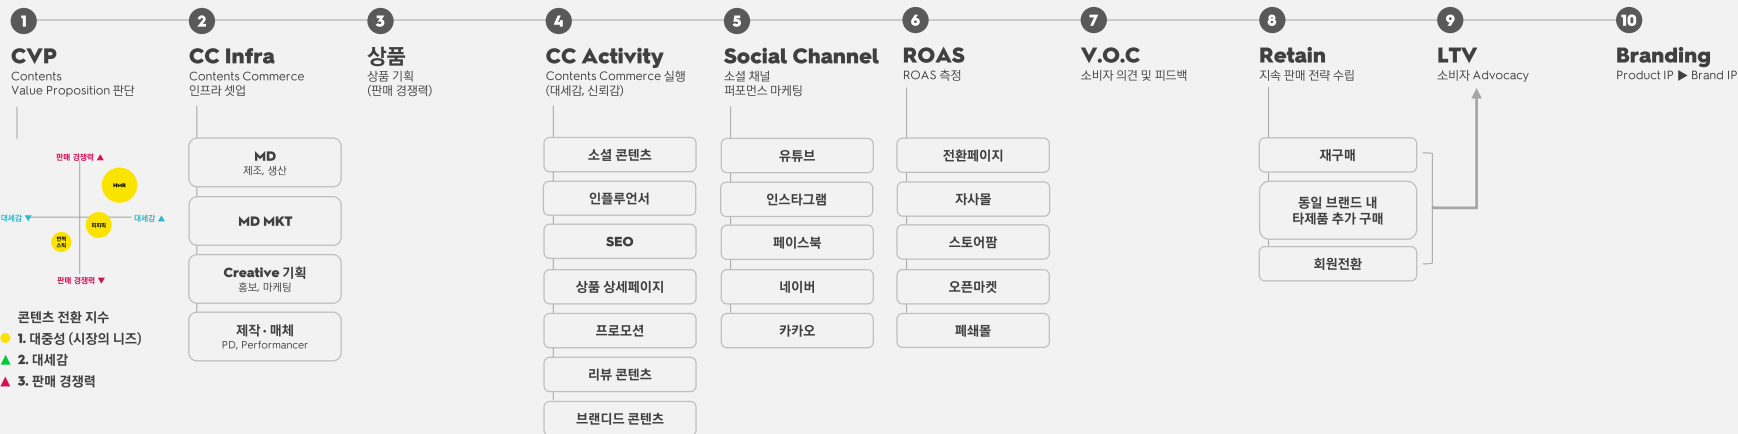 1
CVP
Contents
Value Proposition 판단
판매 경쟁력 ▲
HMR
대세감 ▼
대세감 ▲
판매 경쟁력 ▼
콘텐츠 전환 지수
1. 대중성 (시장의 니즈)
▲ 2. 대세감
▲ 3. 판매 경쟁력
2
CC Infra
Contents Commerce
인프라 셋업
MD
제조, 생산
MD MKT
Creative 기획
홍보, 마케팅
제작 · 매체
PD, Performancer
3
상품
상품 기획
(판매 경쟁력)
4
CC Activity
Contents Commerce 실행
(대세감, 신뢰감)
소셜 콘텐츠
인플루언서
SEO
상품 상세페이지
프로모션
리뷰 콘텐츠
브랜디드 콘텐츠
5
Social Channel
소셜 채널
퍼포먼스 마케팅
유튜브
인스타그램
페이스북
네이버
카카오
6
ROAS
ROAS 측정
전환페이지
자사몰
스토어팜
오픈마켓
폐쇄몰
7
V.O.C
소비자 의견 및 피드백
8
Retain
지속 판매 전략 수립
재구매
동일 브랜드 내
타제품 추가 구매
회원전환
9
LTV
소비자 Advocacy
10
Branding
Product IP ▶ Brand IP